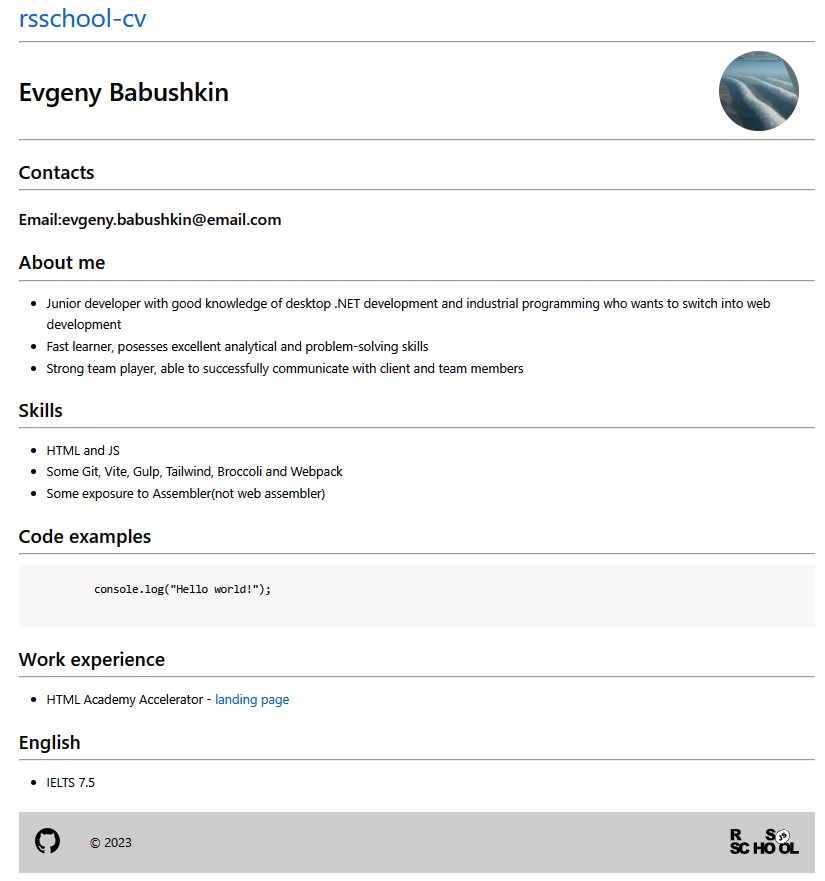 rsschool-cv
Evgeny Babushkin
Contacts
Email:evgeny.babushkin@email.com
About me
Junior developer with good knowledge of desktop .NET development and industrial programming who wants to switch into web
development
Fast learner, posesses excellent analytical and problem-solving skills
Strong team player, able to successfully communicate with client and team members
Skills
HTML and JS
Some Git, Vite, Gulp, Tailwind, Broccoli and Webpack
Some exposure to Assembler(not web assembler)
Code examples
console.log("Hello world!");
Work experience
HTML Academy Accelerator - landing page
English
IELTS 7.5
© 2023
R S JS
SCHOOL